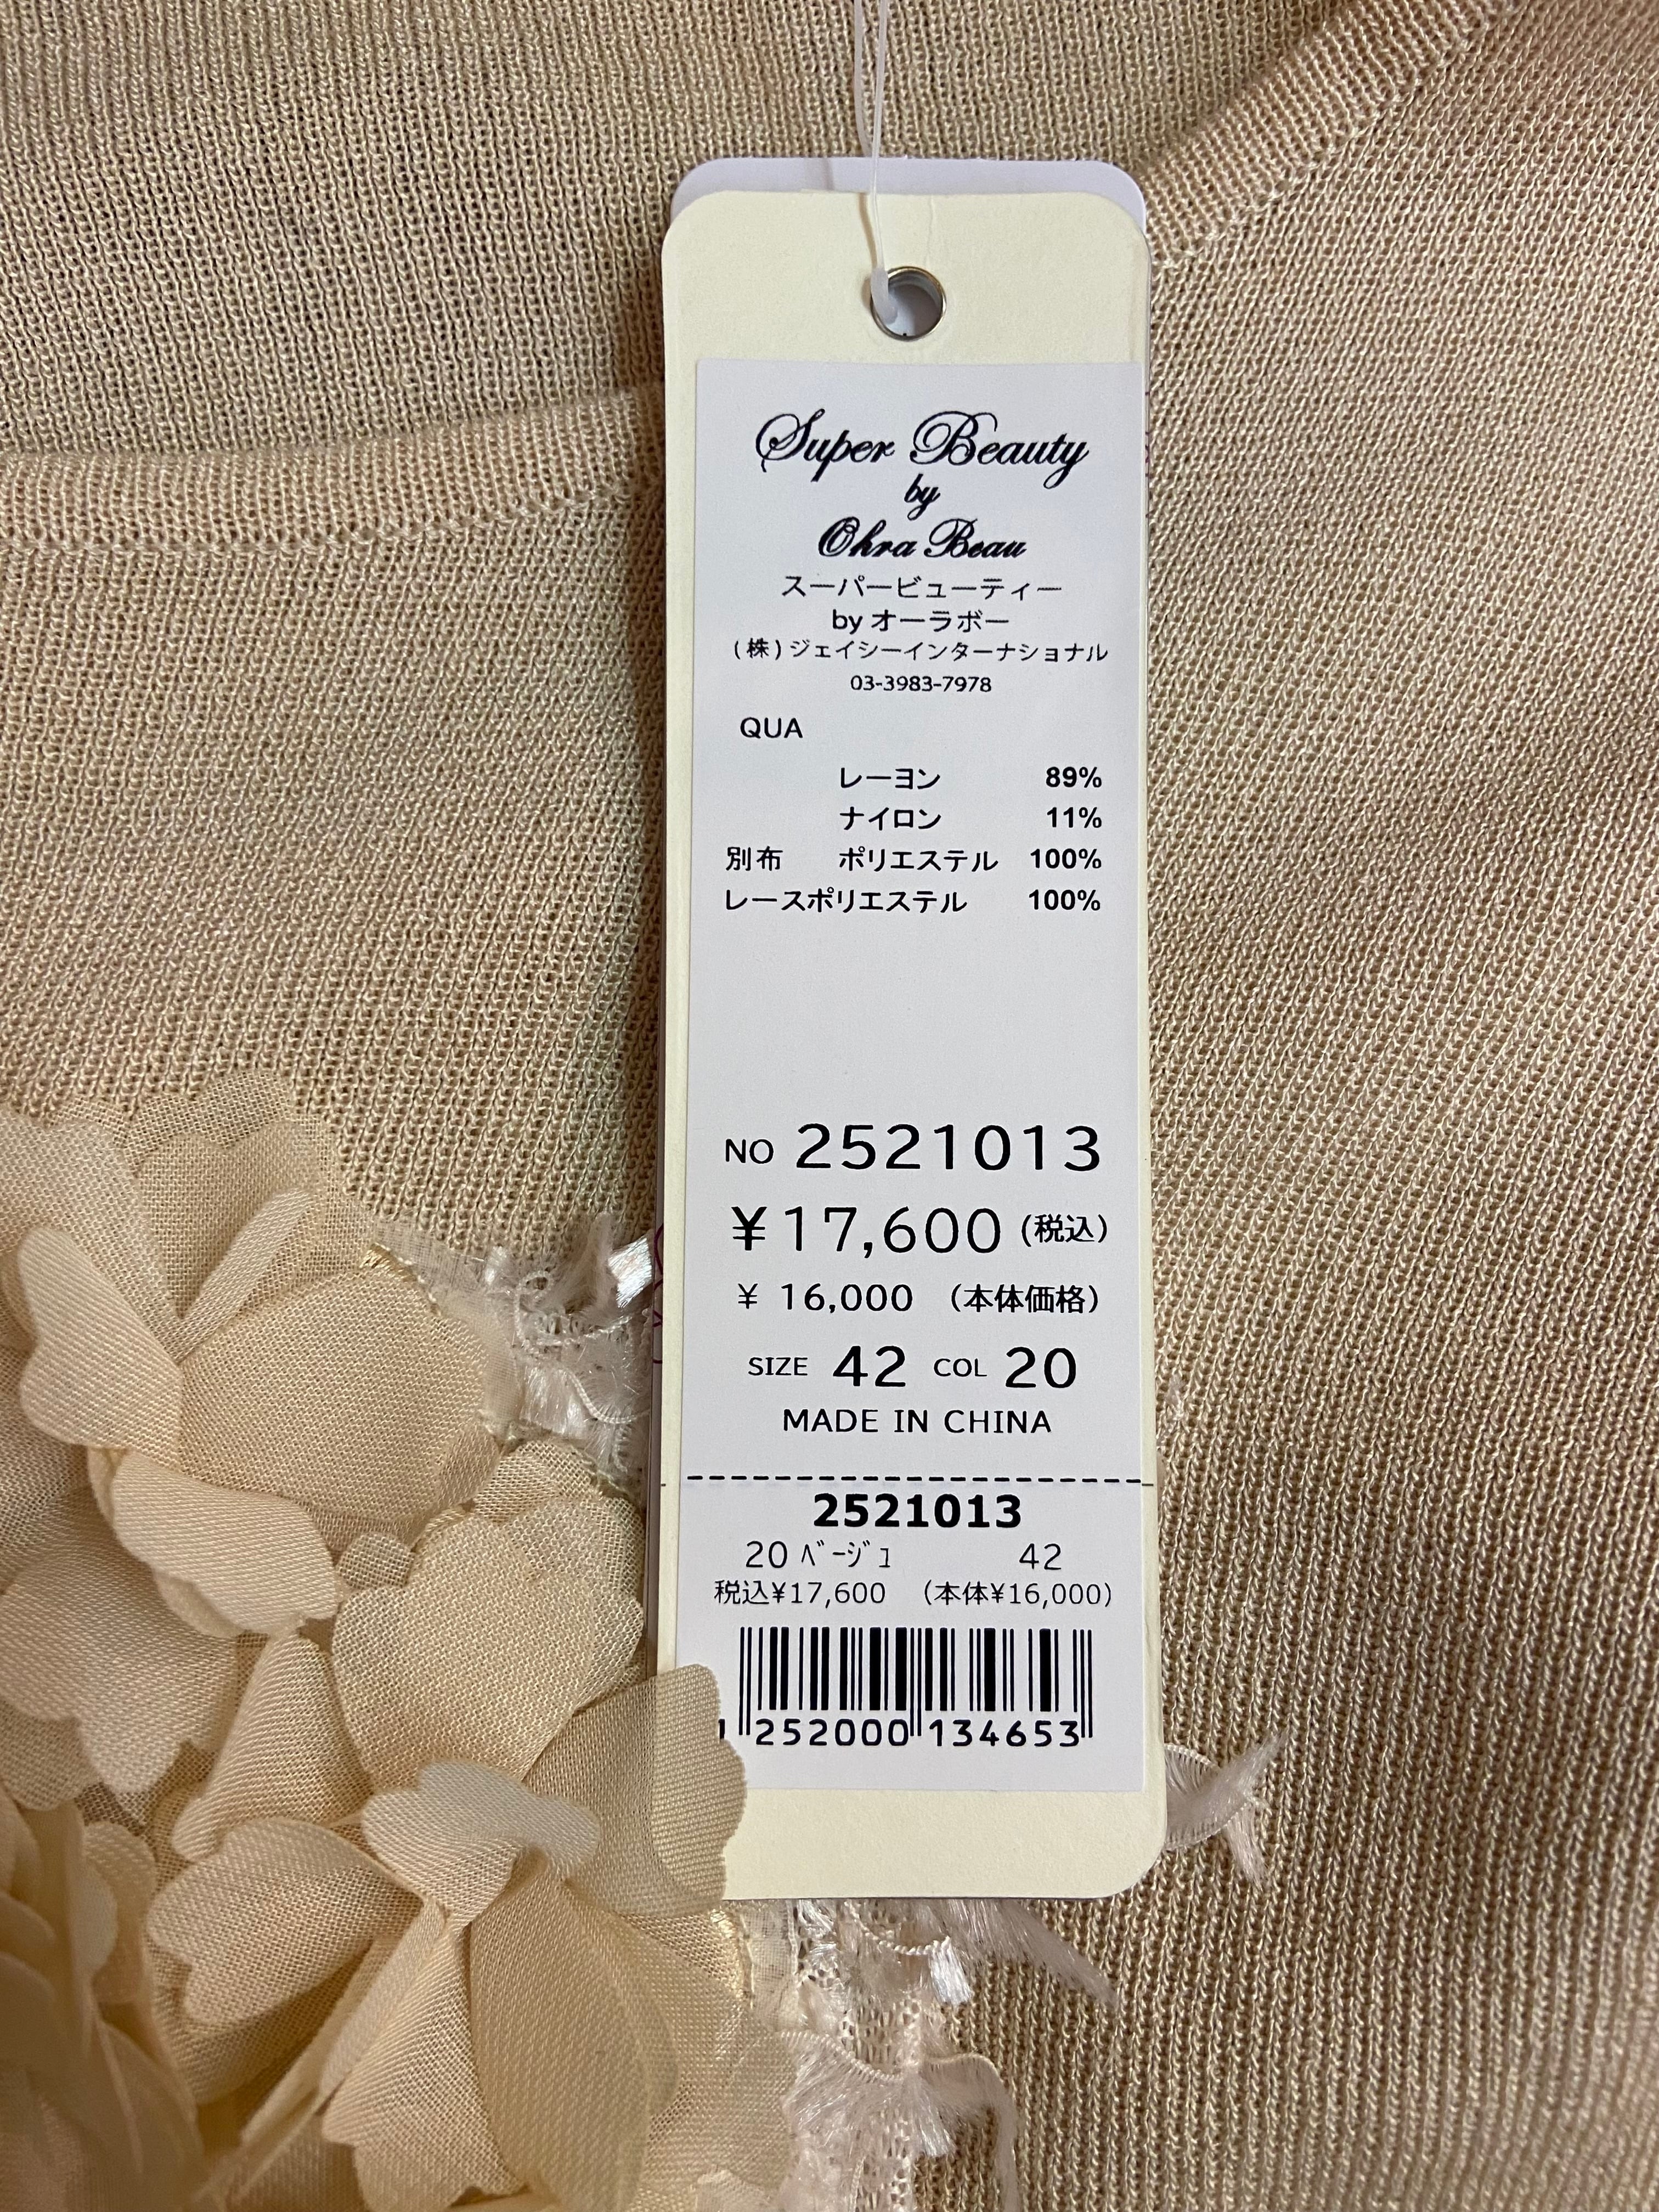 Super Beauty
by
Ohra Beau
スーパービューティー
by オーラボー
(株)ジェイシーインターナショナル
03-3983-7978
QUA
レーヨン 89%
ナイロン 11%
別布 ポリエステル 100%
レースポリエステル 100%
NO 2521013
¥17,600 (税込)
¥ 16,000 (本体価格)
SIZE 42 COL 20
MADE IN CHINA
2521013
20 ﾍﾞｰｼﾞｭ 42
税込¥17,600 (本体¥16,000)
252000 134653